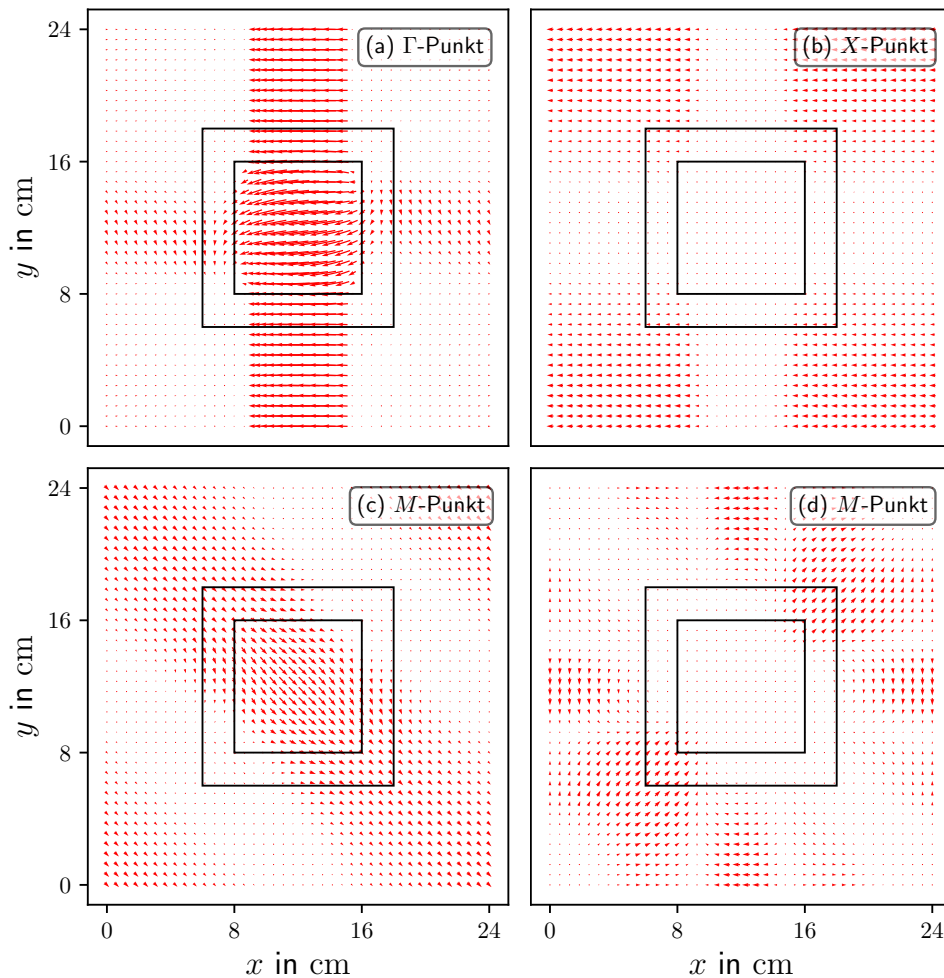 (a) Γ-Punkt
(b) X-Punkt
24
16
8
0
y in cm
(c) M-Punkt
(d) M-Punkt
24
16
8
0
y in cm
0 8 16 24
0 8 16 24
x in cm
x in cm